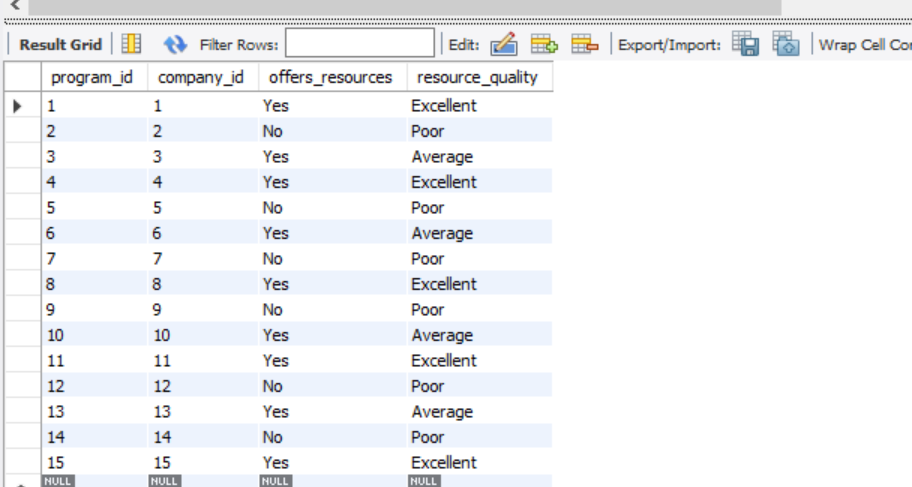 Result Grid Filter Rows: Edit: Export/Import: Wrap Cell Cor
program_id company_id offers_resources resource_quality
1 1 Yes Excellent
2 2 No Poor
3 3 Yes Average
4 4 Yes Excellent
5 5 No Poor
6 6 Yes Average
7 7 No Poor
8 8 Yes Excellent
9 9 No Poor
10 10 Yes Average
11 11 Yes Excellent
12 12 No Poor
13 13 Yes Average
14 14 No Poor
15 15 Yes Excellent
NULL NULL NULL NULL